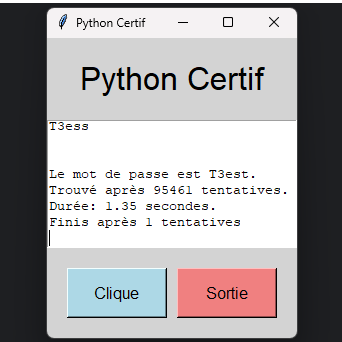 Python Certif
Python Certif
T3ess
Le mot de passe est T3est.
Trouvé après 95461 tentatives.
Durée: 1.35 secondes.
Finis après 1 tentatives
Clique
Sortie